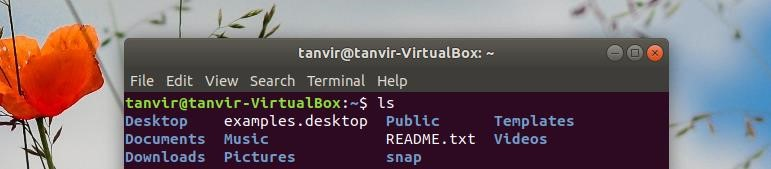 tanvir@tanvir-VirtualBox: ~
File Edit View Search Terminal Help
tanvir@tanvir-VirtualBox:~$ ls
Desktop examples.desktop Public Templates
Documents Music README.txt Videos
Downloads Pictures snap